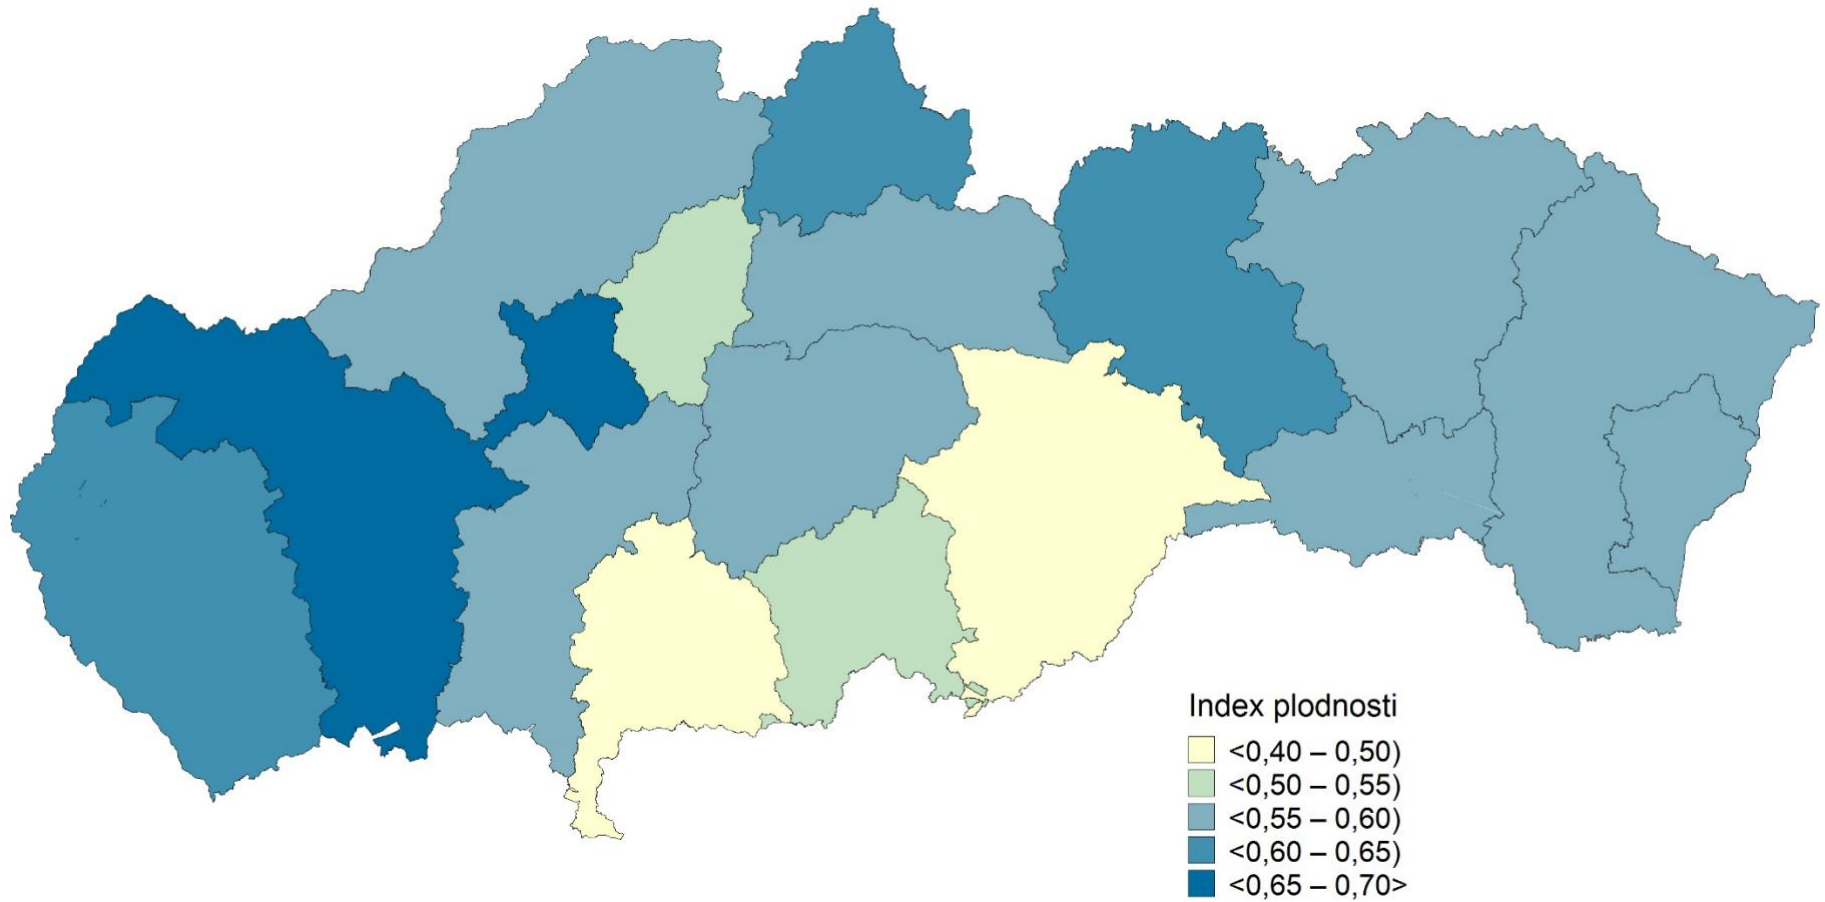 Index plodnosti
<0,40 – 0,50)
<0,50 – 0,55)
<0,55 – 0,60)
<0,60 – 0,65)
<0,65 – 0,70>